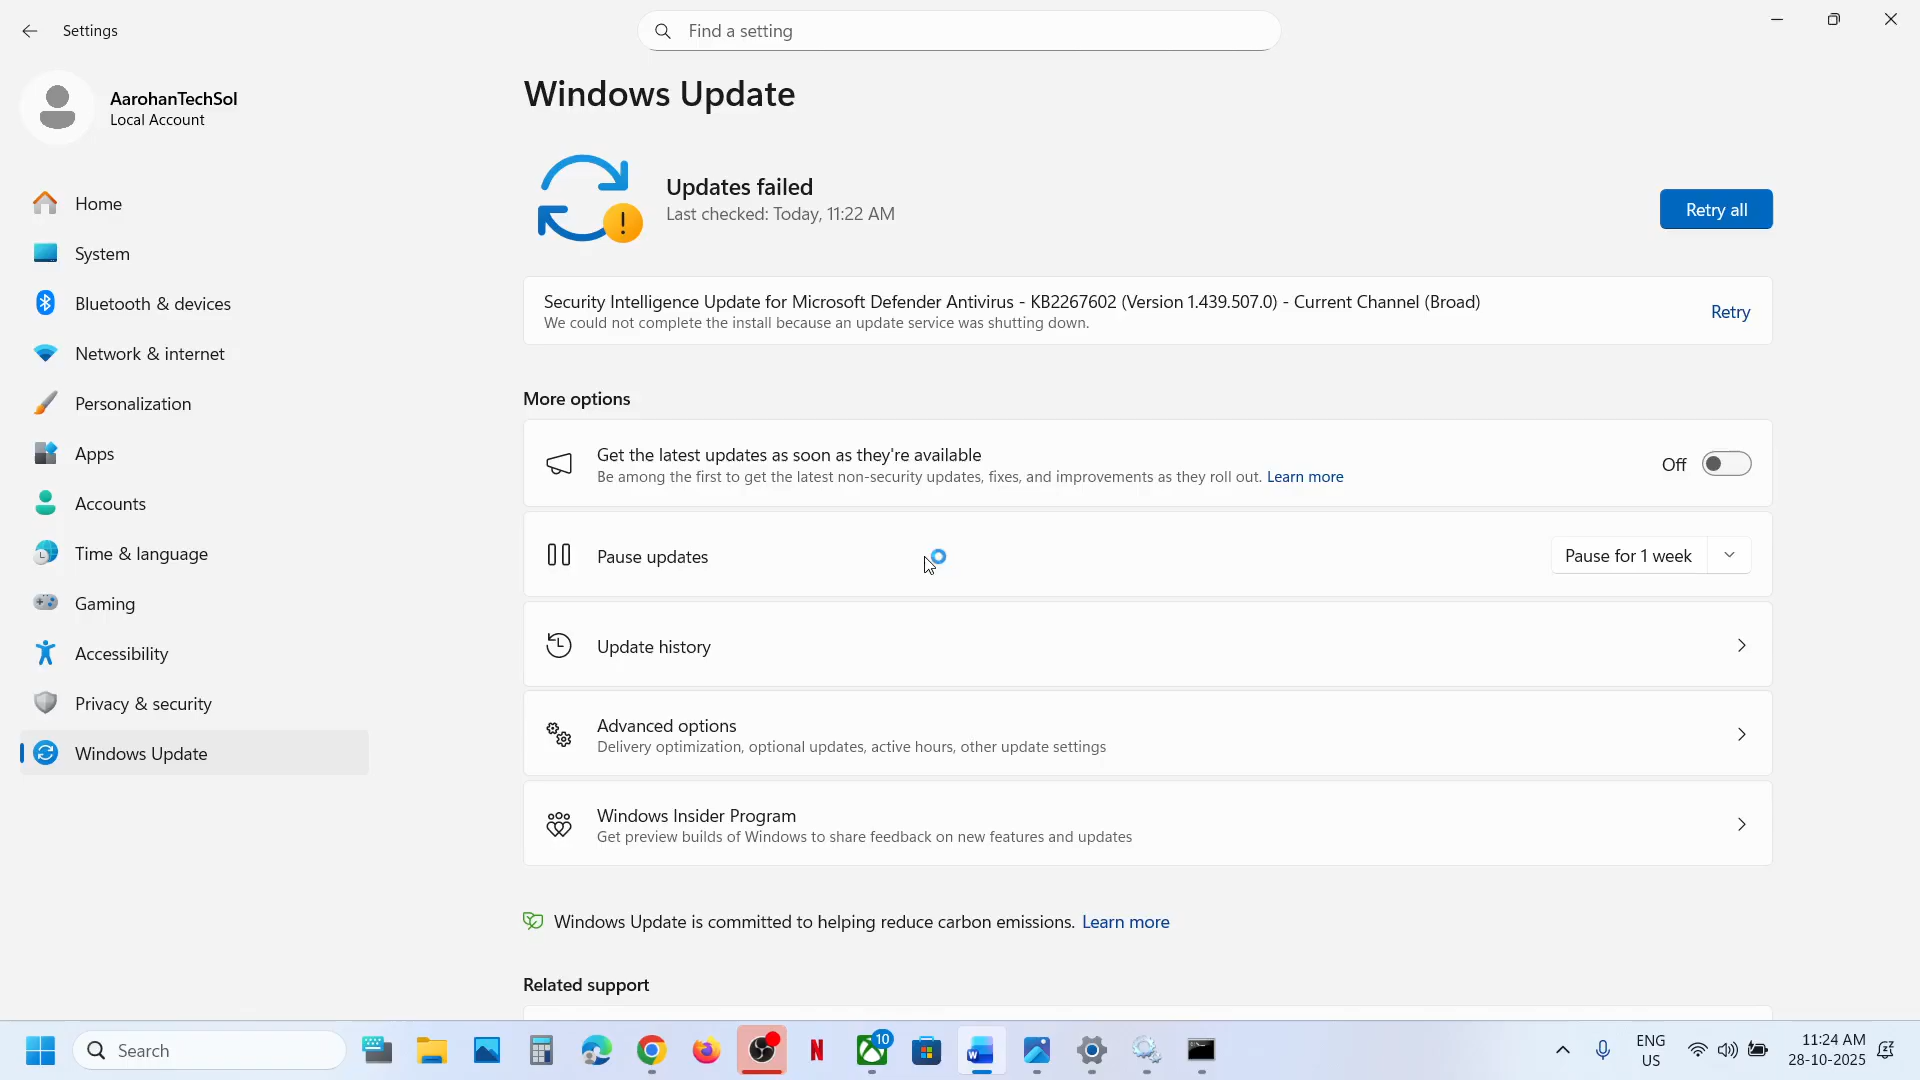 Settings
Find a setting
AarohanTechSol
Local Account
Home
System
Bluetooth & devices
Network & internet
Personalization
Apps
Accounts
Time & language
Gaming
Accessibility
Privacy & security
Windows Update
Windows Update
Updates failed
Last checked: Today, 11:22 AM
Retry all
Security Intelligence Update for Microsoft Defender Antivirus - KB2267602 (Version 1.439.507.0) - Current Channel (Broad)
We could not complete the install because an update service was shutting down.
Retry
More options
Get the latest updates as soon as they're available
Be among the first to get the latest non-security updates, fixes, and improvements as they roll out. Learn more
Off
Pause updates
Pause for 1 week
Update history
Advanced options
Delivery optimization, optional updates, active hours, other update settings
Windows Insider Program
Get preview builds of Windows to share feedback on new features and updates
Windows Update is committed to helping reduce carbon emissions. Learn more
Related support
Search
N
10
W
ENG
US
11:24 AM
28-10-2025